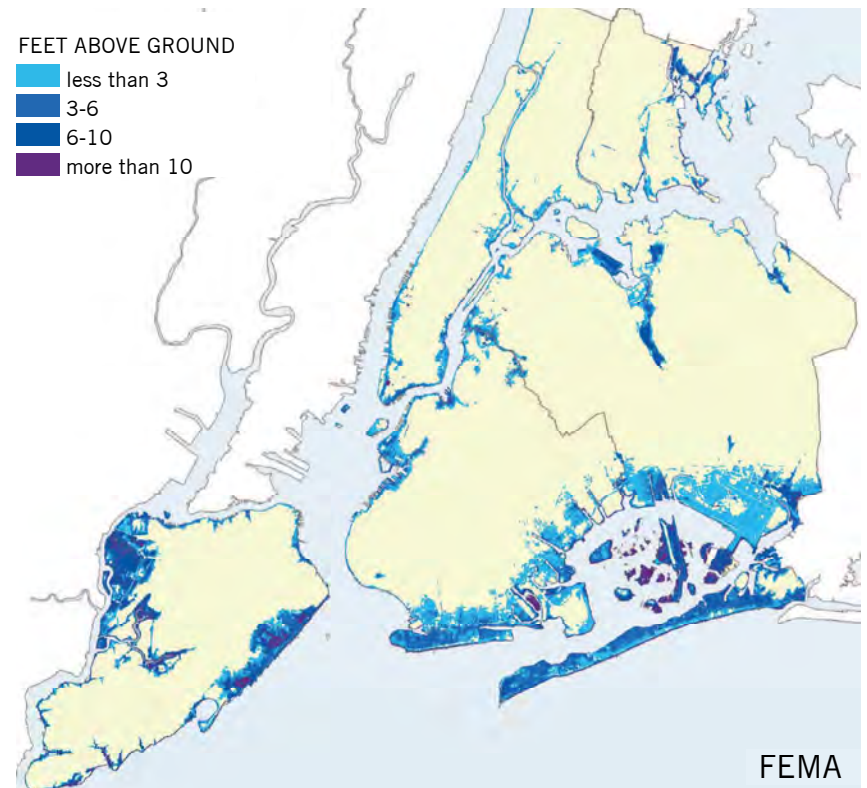 FEET ABOVE GROUND
less than 3
3-6
6-10
more than 10
FEMA